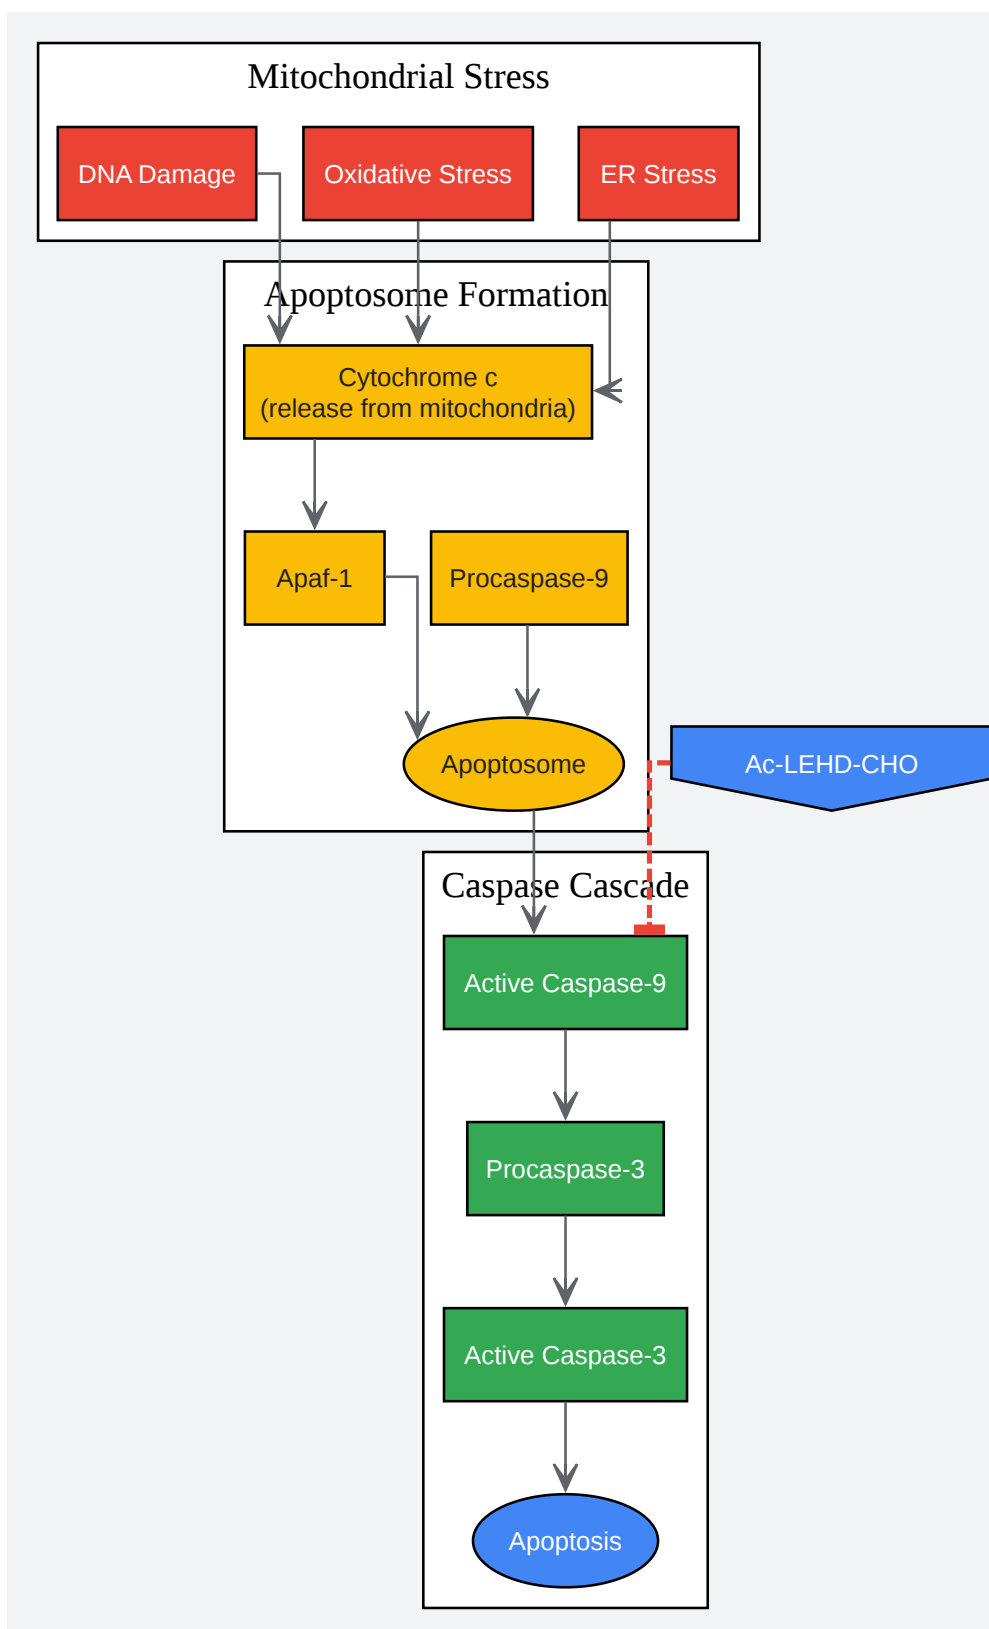 Mitochondrial Stress
DNA Damage
Oxidative Stress
ER Stress
Apoptosome Formation
Cytochrome c
(release from mitochondria)
Apaf-1
Procaspase-9
Apoptosome
Ac-LEHD-CHO
Caspase Cascade
Active Caspase-9
Procaspase-3
Active Caspase-3
Apoptosis